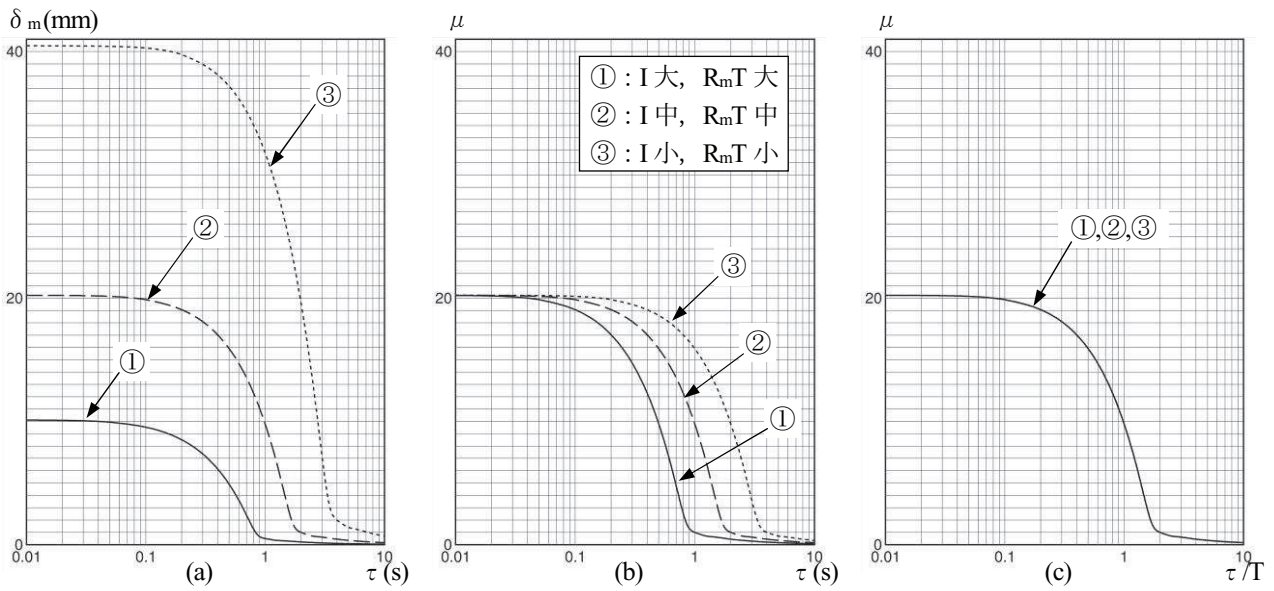 δm(mm)
40
20
0
0.01 0.1 1 10
(a) τ(s)
①
②
③
μ
40
20
0
0.01 0.1 1 10
(b) τ(s)
①：I 大，RmT 大
②：I 中，RmT 中
③：I 小，RmT 小
③
②
①
μ
40
20
0
0.01 0.1 1 10
(c) τ/T
①,②,③